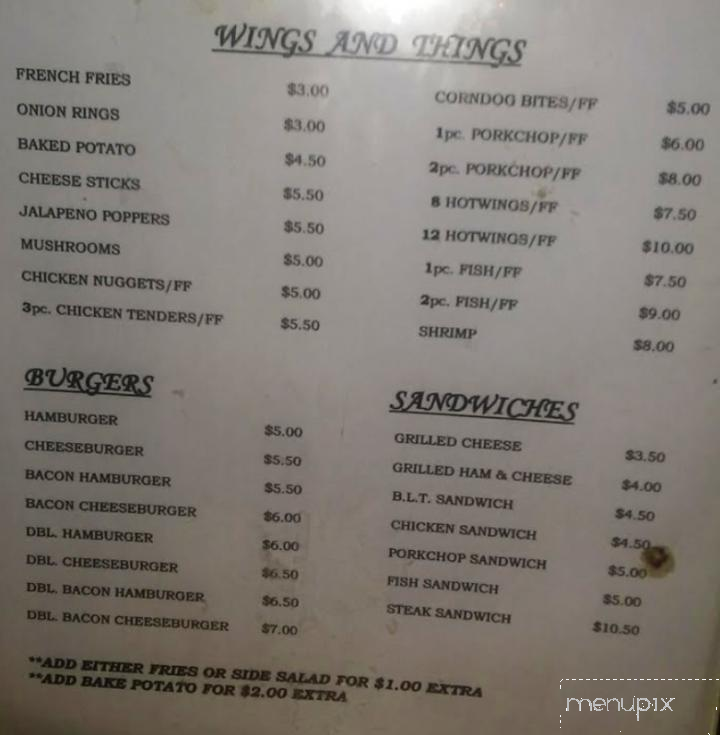 WINGS AND THINGS
FRENCH FRIES $3.00
ONION RINGS $3.00
BAKED POTATO $4.50
CHEESE STICKS $5.50
JALAPENO POPPERS $5.50
MUSHROOMS $5.00
CHICKEN NUGGETS/FF $5.00
3pc. CHICKEN TENDERS/FF $5.50
CORNDOG BITES/FF $5.00
1pc. PORKCHOP/FF $6.00
2pc. PORKCHOP/FF $8.00
8 HOTWINGS/FF $7.50
12 HOTWINGS/FF $10.00
1pc. FISH/FF $7.50
2pc. FISH/FF $9.00
SHRIMP $8.00
BURGERS
HAMBURGER $5.00
CHEESEBURGER $5.50
BACON HAMBURGER $5.50
BACON CHEESEBURGER $6.00
DBL. HAMBURGER $6.00
DBL. CHEESEBURGER $6.50
DBL. BACON HAMBURGER $6.50
DBL. BACON CHEESEBURGER $7.00
SANDWICHES
GRILLED CHEESE $3.50
GRILLED HAM & CHEESE $4.00
B.L.T. SANDWICH $4.50
CHICKEN SANDWICH $4.50
PORKCHOP SANDWICH $5.00
FISH SANDWICH $5.00
STEAK SANDWICH $10.50
**ADD EITHER FRIES OR SIDE SALAD FOR $1.00 EXTRA
**ADD BAKE POTATO FOR $2.00 EXTRA
menupix